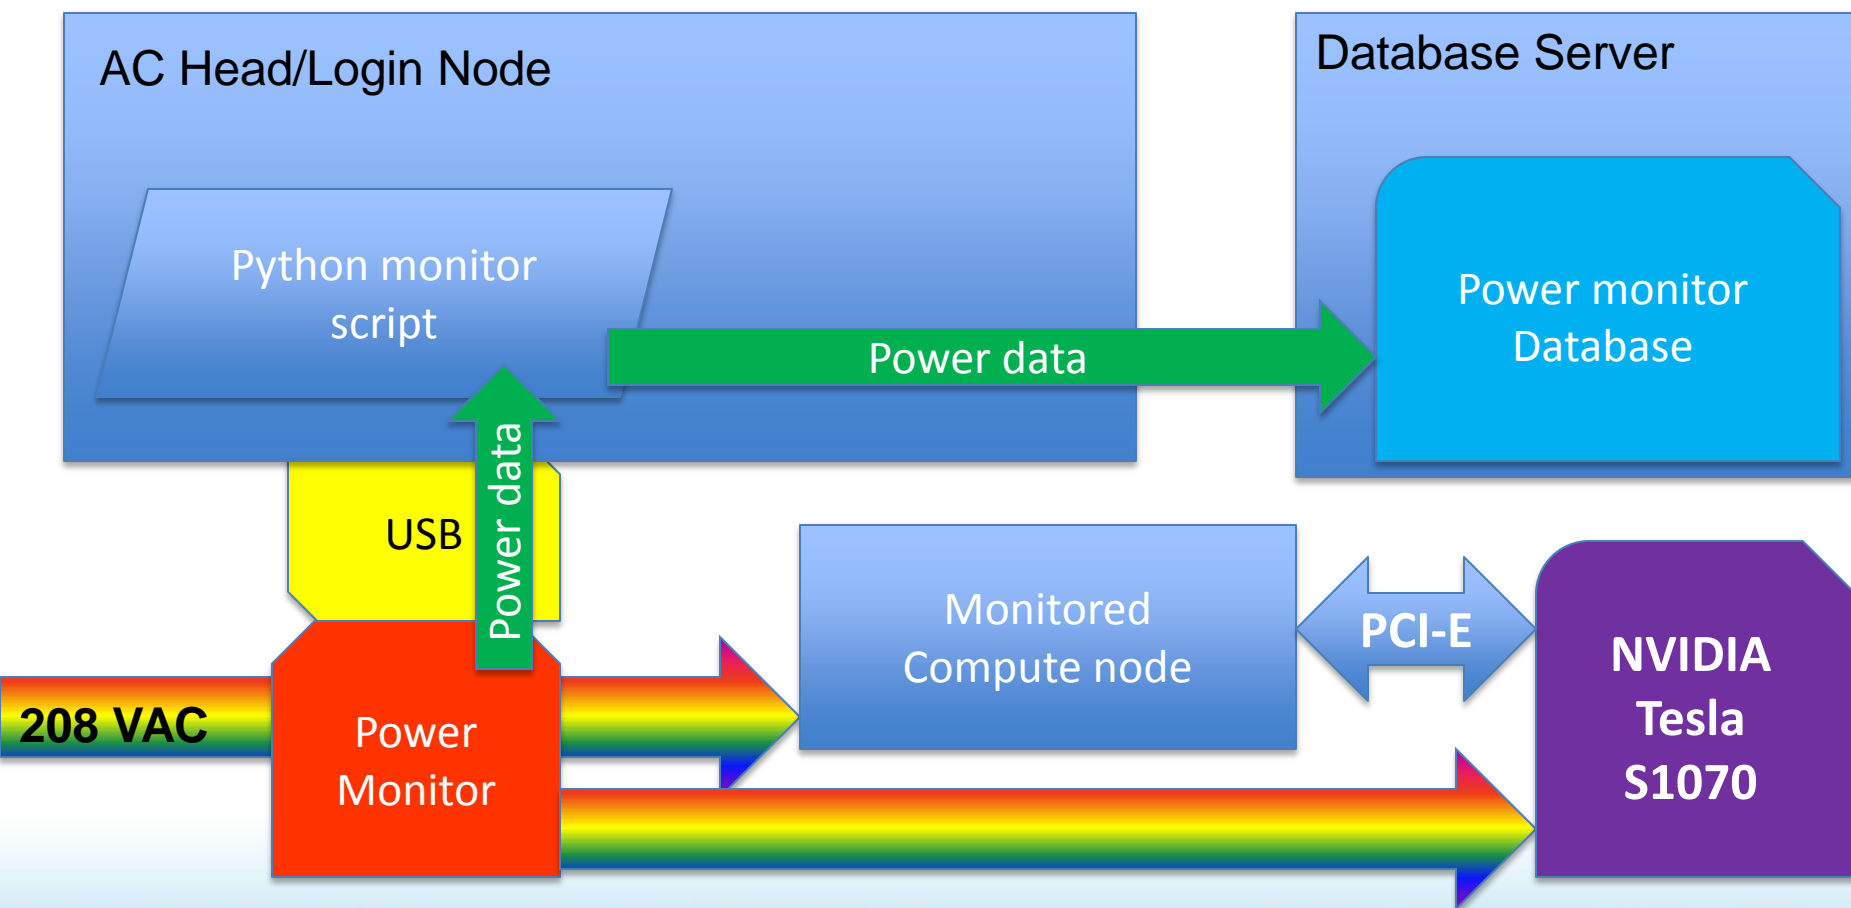 AC Head/Login Node
Database Server
Python monitor
script
Power monitor
Database
Power data
Power data
USB
Monitored
Compute node
PCI-E
NVIDIA
Tesla
S1070
208 VAC
Power
Monitor